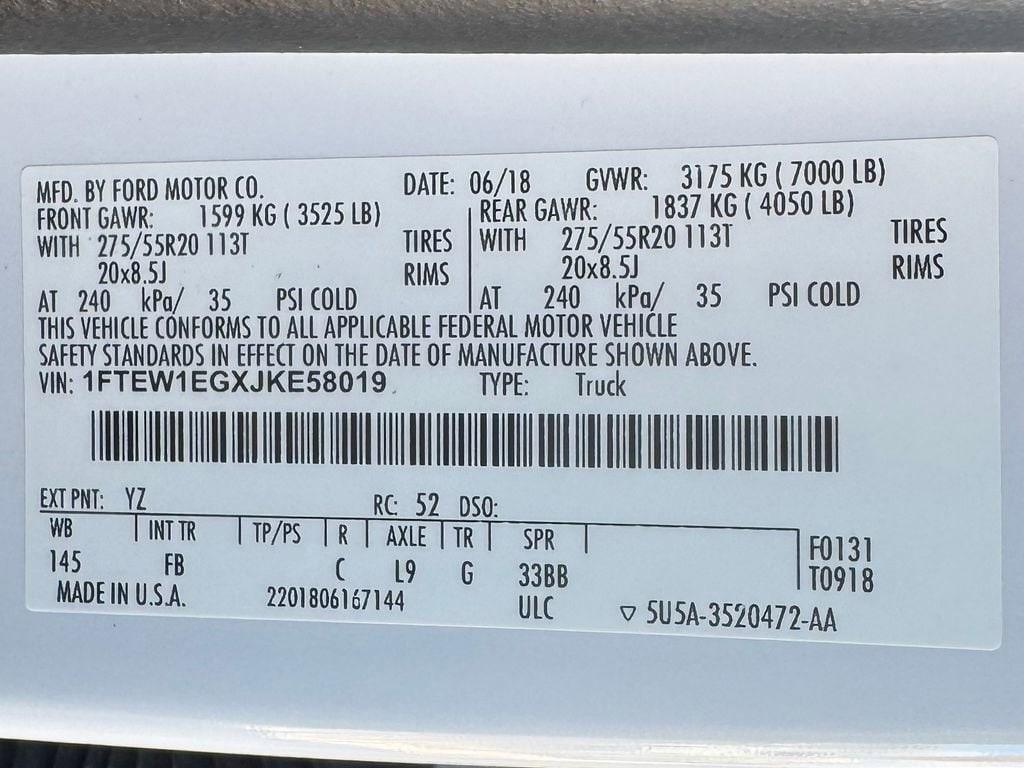 MFD. BY FORD MOTOR CO. DATE: 06/18 GVWR: 3175 KG ( 7000 LB)
FRONT GAWR: 1599 KG ( 3525 LB) REAR GAWR: 1837 KG ( 4050 LB)
WITH 275/55R20 113T TIRES WITH 275/55R20 113T TIRES
20x8.5J RIMS 20x8.5J RIMS
AT 240 kPa/ 35 PSI COLD AT 240 kPa/ 35 PSI COLD
THIS VEHICLE CONFORMS TO ALL APPLICABLE FEDERAL MOTOR VEHICLE
SAFETY STANDARDS IN EFFECT ON THE DATE OF MANUFACTURE SHOWN ABOVE.
VIN: 1FTEW1EGXJKE58019 TYPE: Truck
EXT PNT: YZ RC: 52 DSO:
WB INT TR TP/PS R AXLE TR SPR F0131
145 FB C L9 G 33BB T0918
MADE IN U.S.A. 2201806167144 ULC ▽ 5U5A-3520472-AA